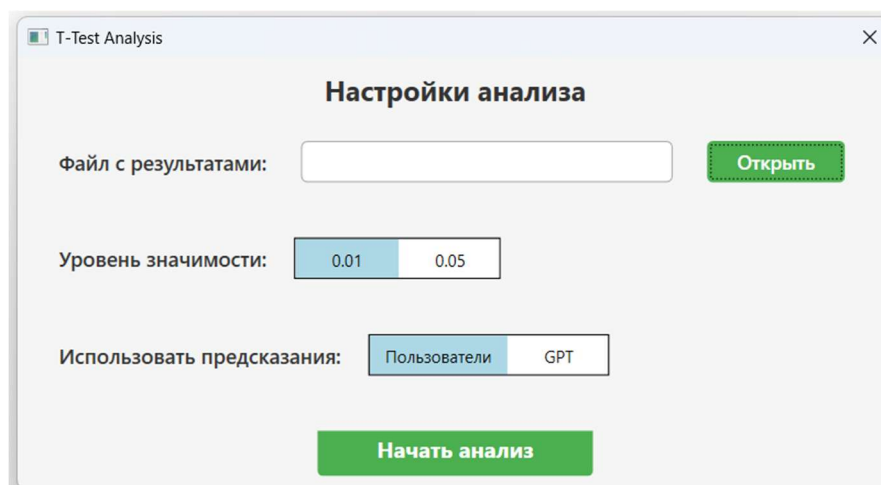 T-Test Analysis
Настройки анализа
Файл с результатами: Открыть
Уровень значимости: 0.01 0.05
Использовать предсказания: Пользователи GPT
Начать анализ